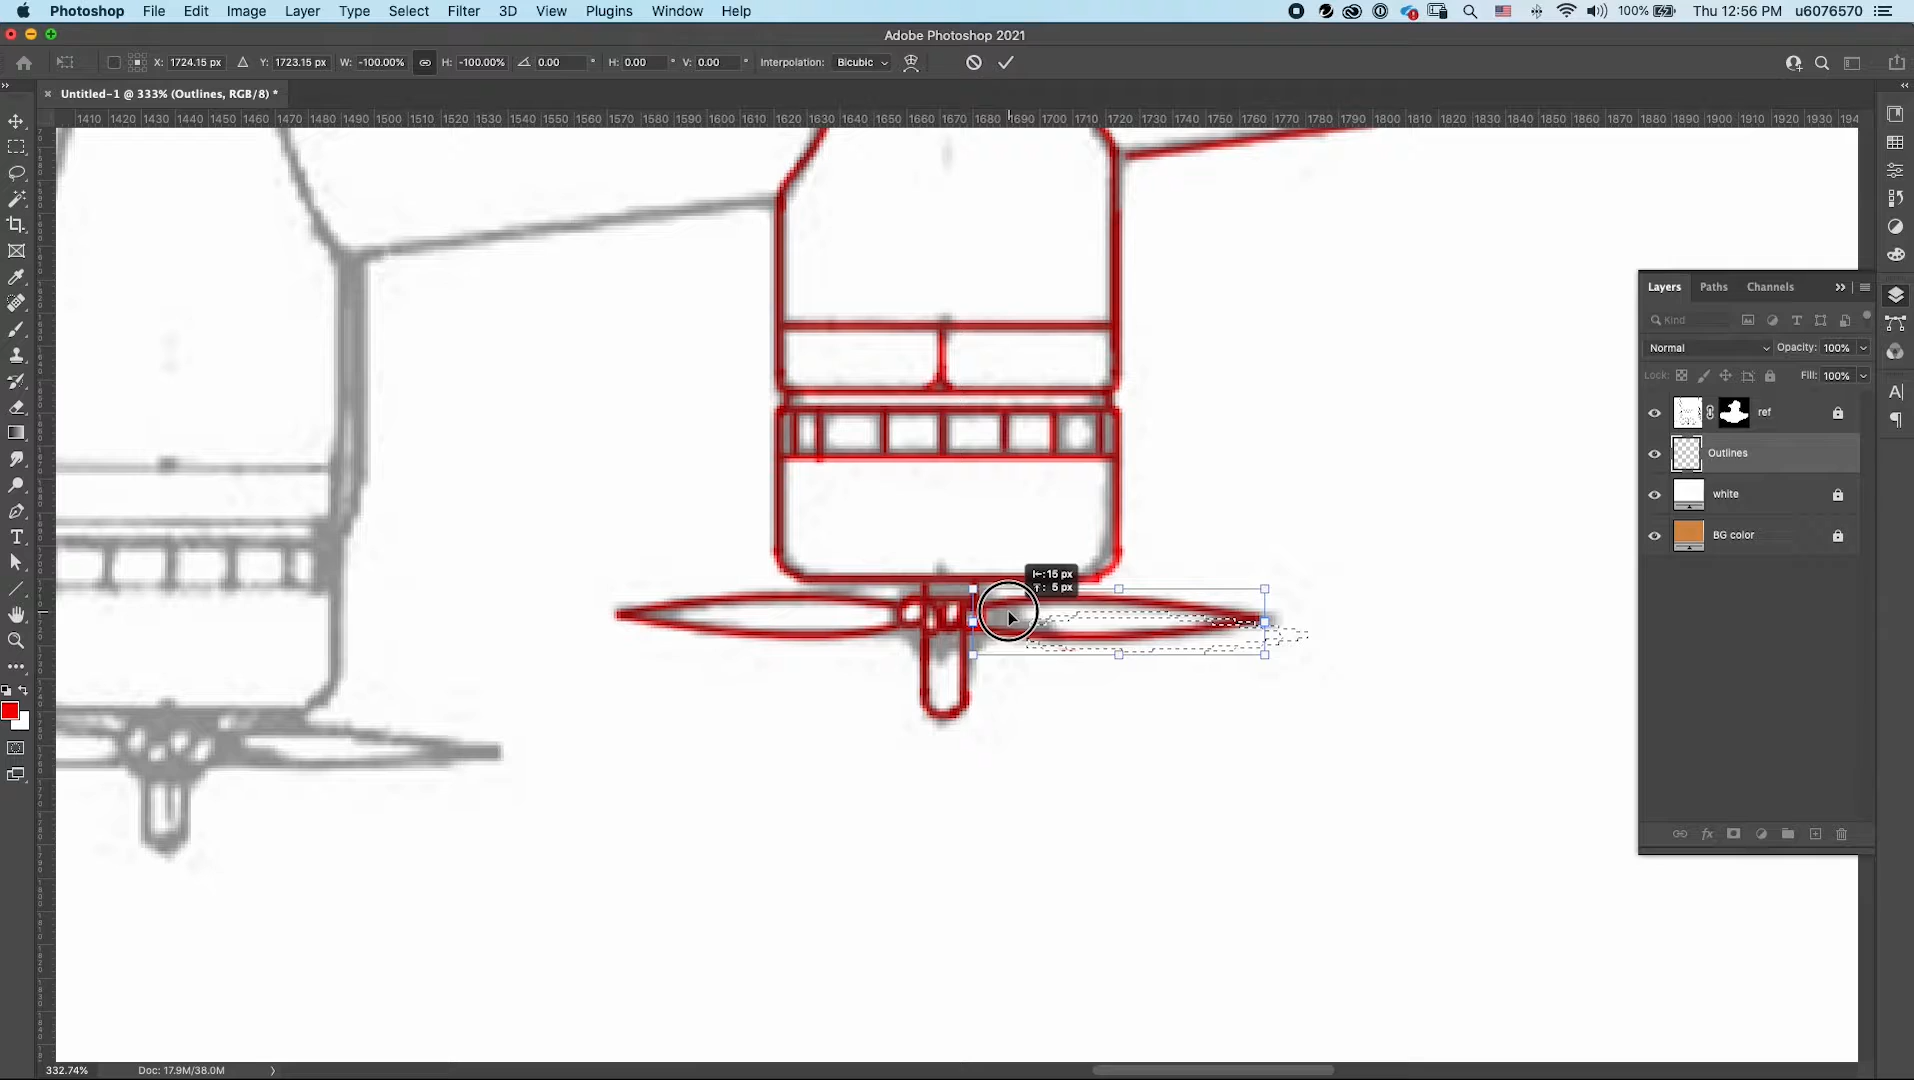 Photoshop File Edit Image Layer Type Select Filter 3D View Plugins Window Help 100% Thu 12:56 PM u6076570
Adobe Photoshop 2021
X: 1724.15 px Y: 1723.15 px W: -100.00% H: -100.00% 0.00 ° H: 0.00 ° V: 0.00 ° Interpolation: Bicubic
Untitled-1 @ 333% (Outlines, RGB/8) *
1410 1420 1430 1440 1450 1460 1470 1480 1490 1500 1510 1520 1530 1540 1550 1560 1570 1580 1590 1600 1610 1620 1630 1640 1650 1660 1670 1680 1690 1700 1710 1720 1730 1740 1750 1760 1770 1780 1790 1800 1810 1820 1830 1840 1850 1860 1870 1880 1890 1900 1910 1920 1930 194
Layers Paths Channels
Kind
Normal Opacity: 100%
Lock: Fill: 100%
ref
Outlines
white
BG color
15 px
5 px
332.74% Doc: 17.9M/38.0M